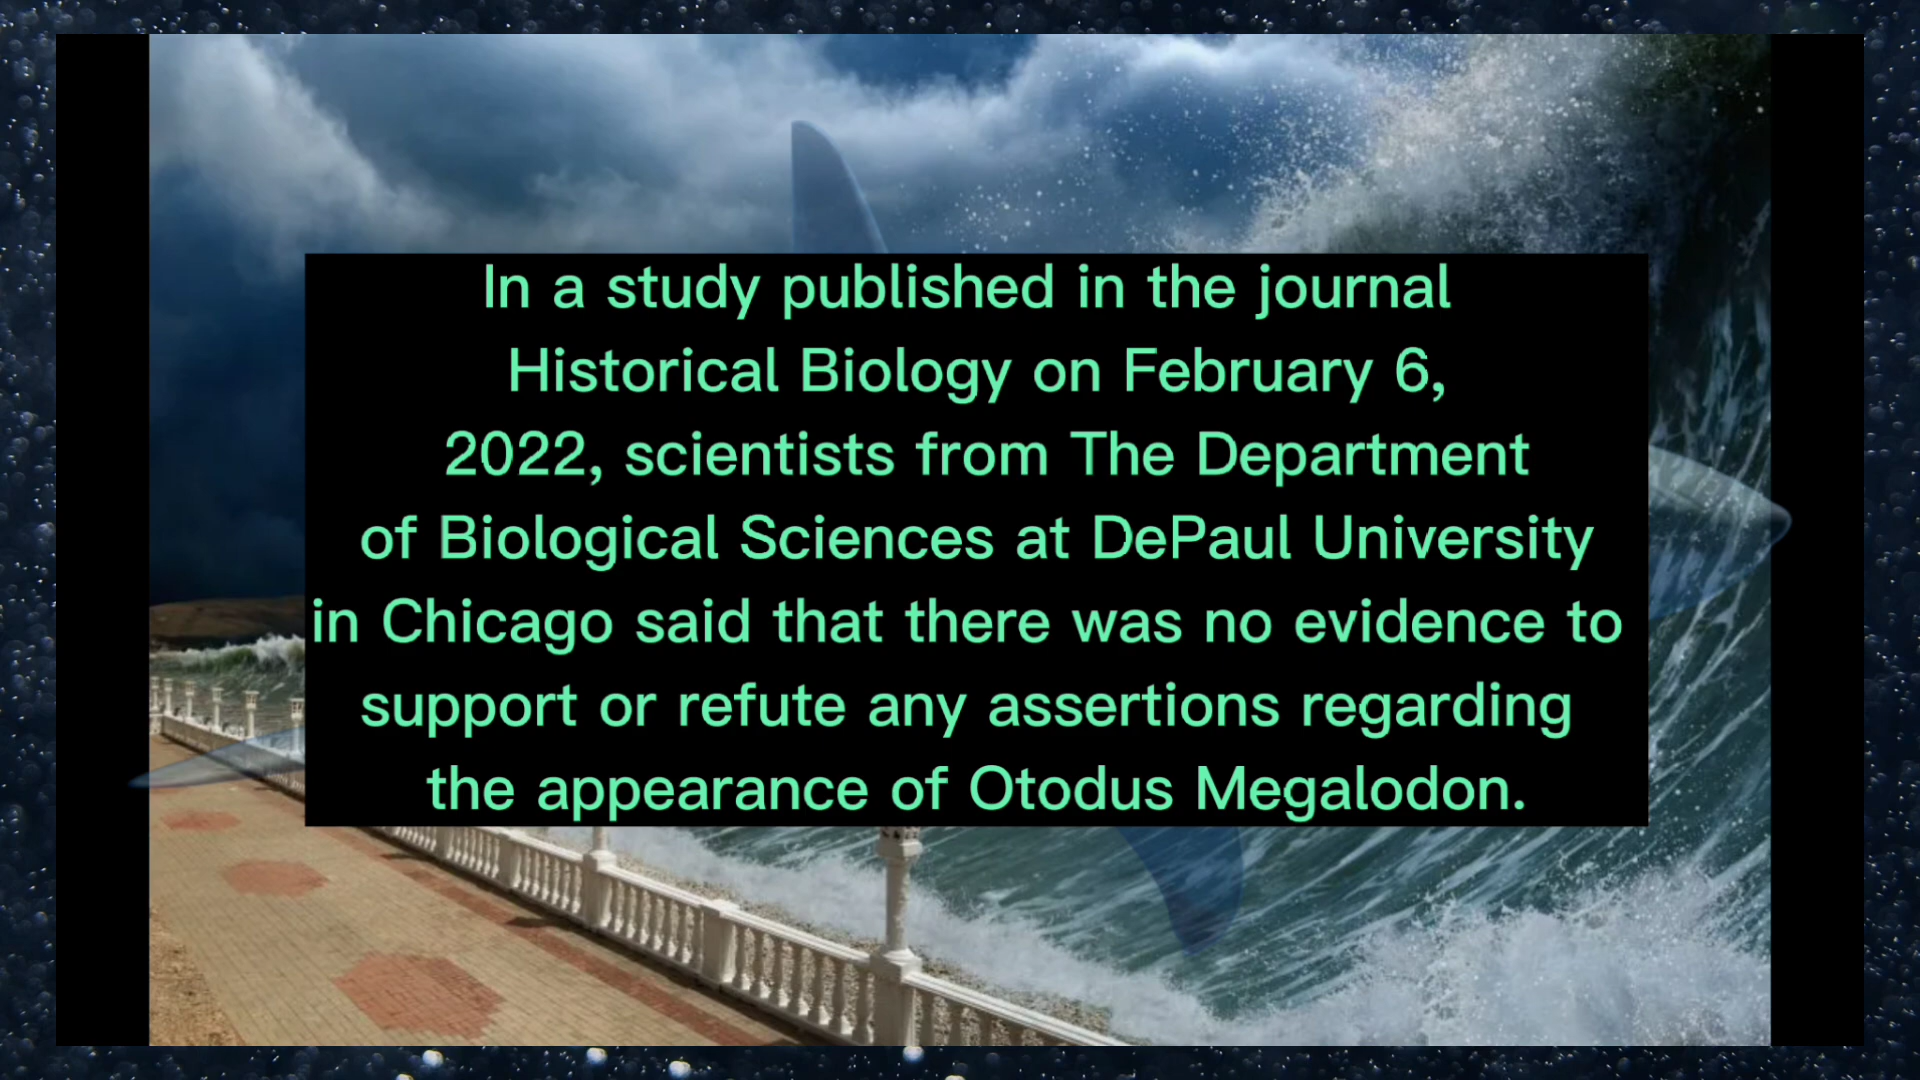 In a study published in the journal
Historical Biology on February 6,
2022, scientists from The Department
of Biological Sciences at DePaul University
in Chicago said that there was no evidence to
support or refute any assertions regarding
the appearance of Otodus Megalodon.